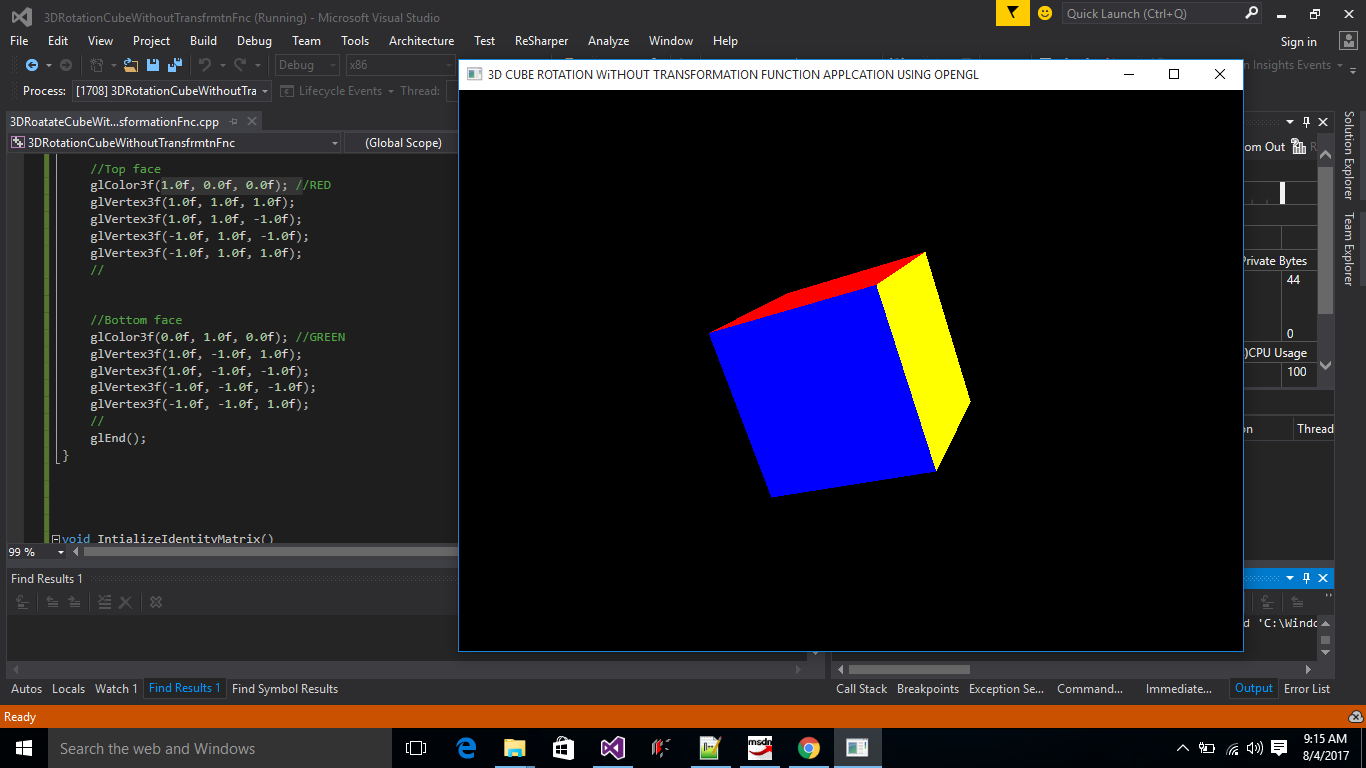 3DRotationCubeWithoutTransfrmtnFnc (Running) - Microsoft Visual Studio
Quick Launch (Ctrl+Q)
File Edit View Project Build Debug Team Tools Architecture Test ReSharper Analyze Window Help
Sign in
Debug x86
Insights Events
Process: [1708] 3DRotationCubeWithoutTra Lifecycle Events Thread:
3D CUBE ROTATION WiTHOUT TRANSFORMATION FUNCTION APPLCATION USING OPENGL
3DRoatateCubeWit...sformationFnc.cpp
3DRotationCubeWithoutTransfrmtnFnc (Global Scope)
//Top face
glColor3f(1.0f, 0.0f, 0.0f); //RED
glVertex3f(1.0f, 1.0f, 1.0f);
glVertex3f(1.0f, 1.0f, -1.0f);
glVertex3f(-1.0f, 1.0f, -1.0f);
glVertex3f(-1.0f, 1.0f, 1.0f);
//
//Bottom face
glColor3f(0.0f, 1.0f, 0.0f); //GREEN
glVertex3f(1.0f, -1.0f, 1.0f);
glVertex3f(1.0f, -1.0f, -1.0f);
glVertex3f(-1.0f, -1.0f, -1.0f);
glVertex3f(-1.0f, -1.0f, 1.0f);
//
glEnd();
}
void IntializeIdentityMatrix()
99 %
om Out
Private Bytes
44
0
)CPU Usage
100
on Thread
Solution Explorer
Team Explorer
Find Results 1
d 'C:\Windo
Autos Locals Watch 1 Find Results 1 Find Symbol Results
Call Stack Breakpoints Exception Se... Command... Immediate... Output Error List
Ready
Search the web and Windows
msdn
9:15 AM
8/4/2017